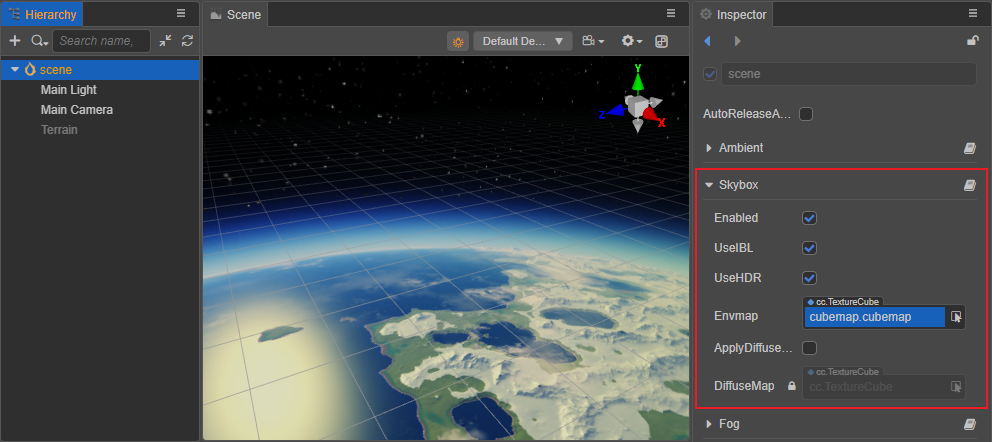 Hierarchy
Search name,
scene
Main Light
Main Camera
Terrain
Scene
Default De...
Y
Z
X
Inspector
scene
AutoReleaseA...
Ambient
Skybox
Enabled
UseIBL
UseHDR
cc.TextureCube
Envmap
cubemap.cubemap
ApplyDiffuse...
cc.TextureCube
DiffuseMap
cc.TextureCube
Fog